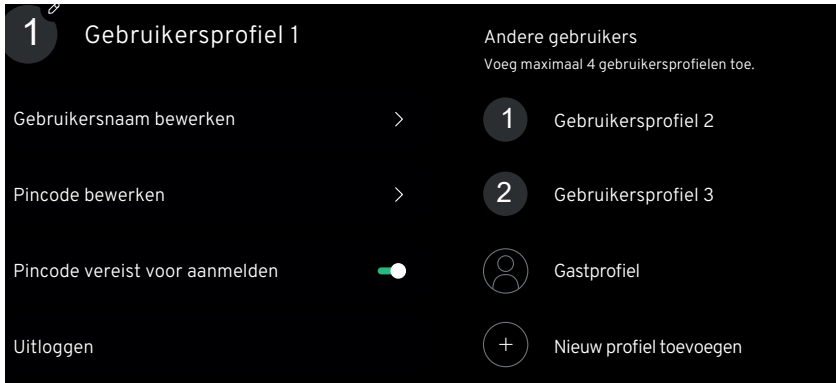 1
Gebruikersprofiel 1
Gebruikersnaam bewerken
Pincode bewerken
Pincode vereist voor aanmelden
Uitloggen
Andere gebruikers
Voeg maximaal 4 gebruikersprofielen toe.
1 Gebruikersprofiel 2
2 Gebruikersprofiel 3
Gastprofiel
Nieuw profiel toevoegen